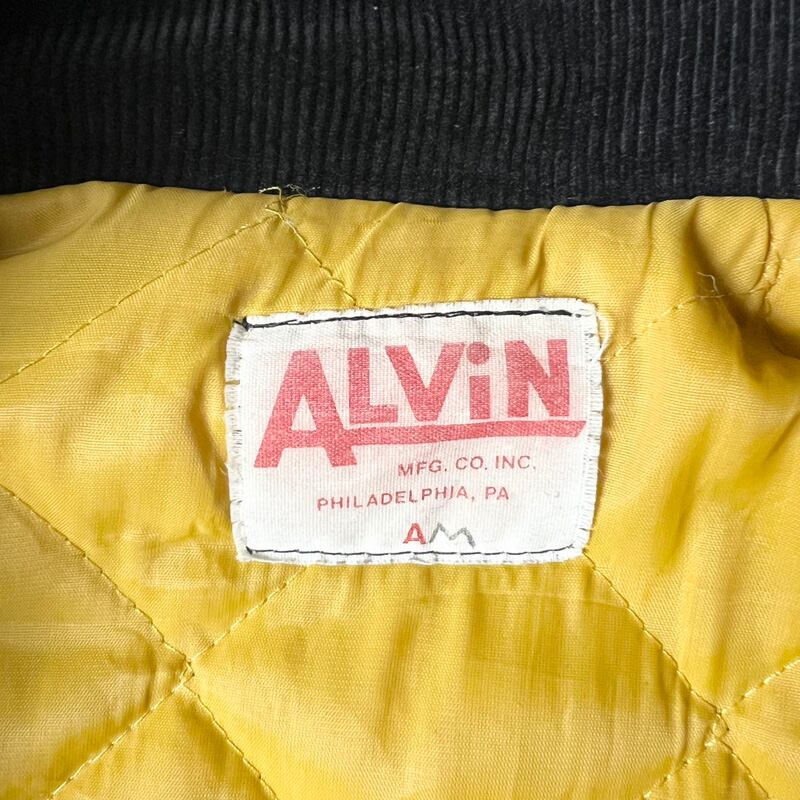 ALViN
MFG. CO. INC.
PHILADELPHIA, PA
AM